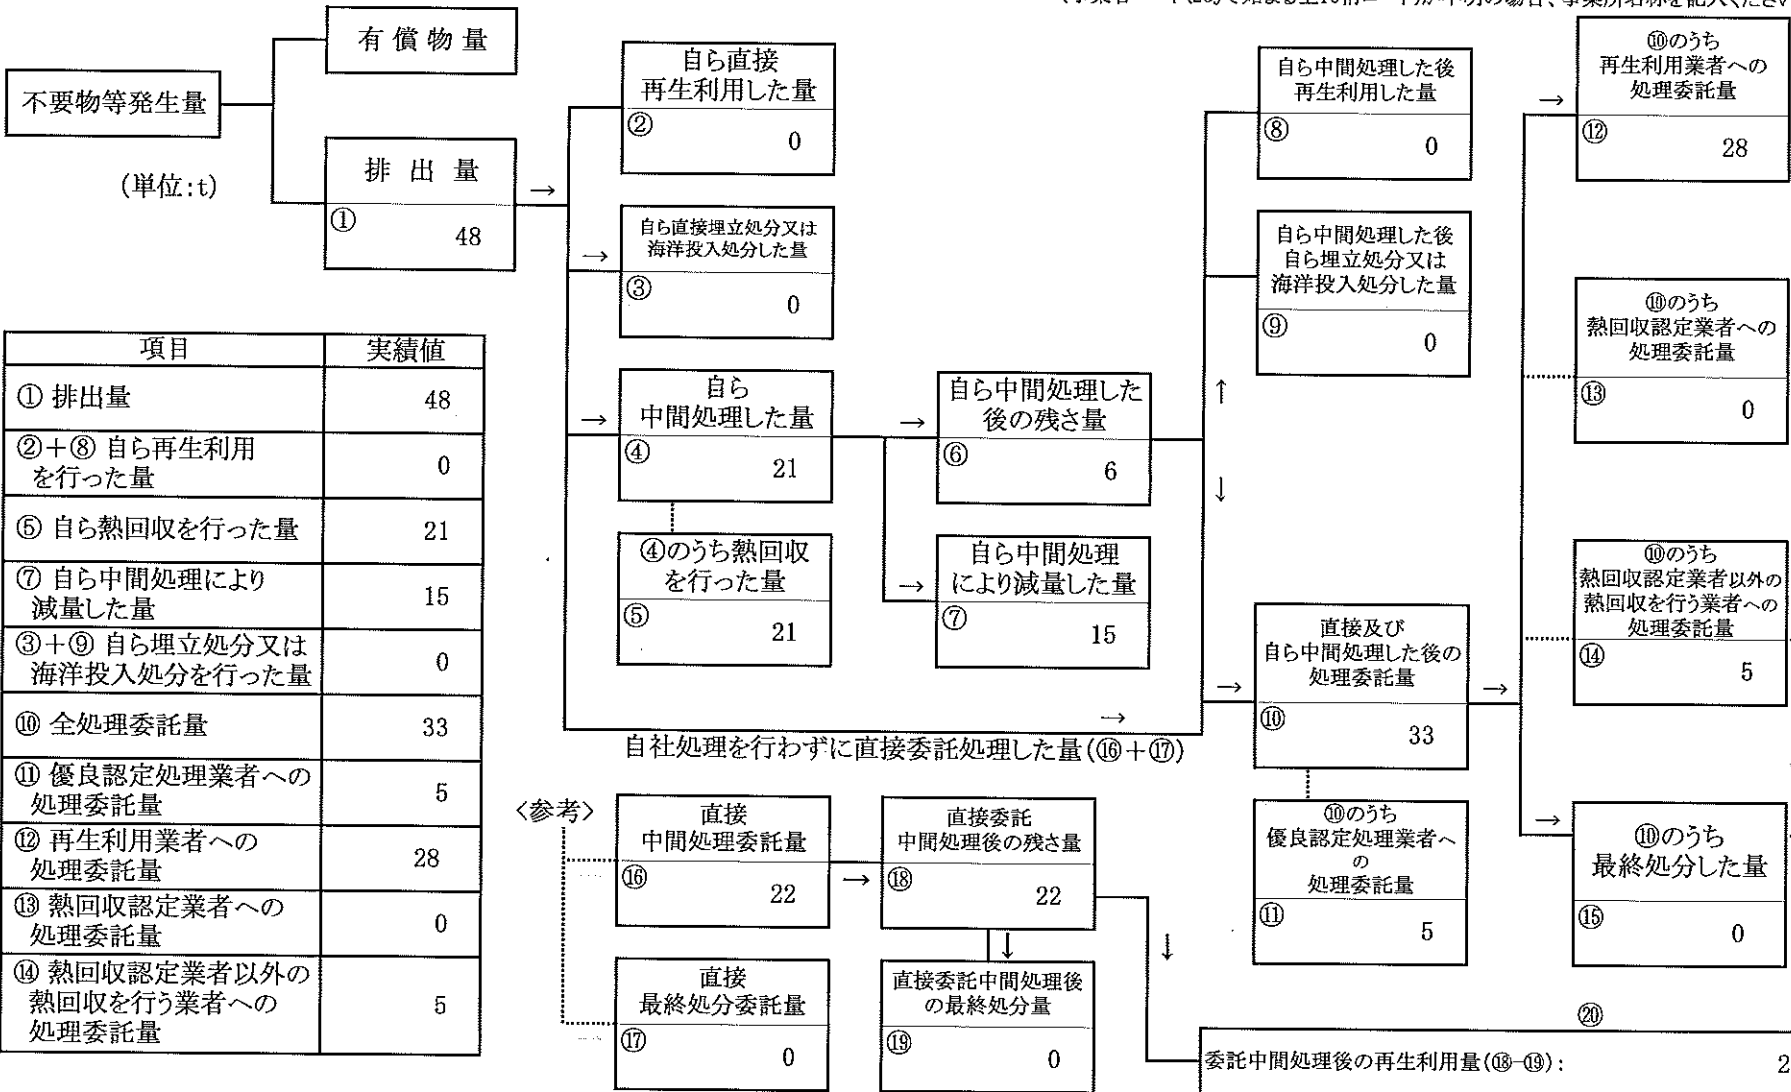 有償物量
不要物等発生量
(単位:t)
排出量
①
48
→
自ら直接
再生利用した量
②
0
→
自ら直接埋立処分又は
海洋投入処分した量
③
0
→
自ら
中間処理した量
④
21
④のうち熱回収
を行った量
⑤
21
→
自ら中間処理した
後の残さ量
⑥
6
→
自ら中間処理
により減量した量
⑦
15
↑
↓
自ら中間処理した後
再生利用した量
⑧
0
自ら中間処理した後
自ら埋立処分又は
海洋投入処分した量
⑨
0
→
直接及び
自ら中間処理した後の
処理委託量
⑩
33
⑩のうち
優良認定処理業者へ
の
処理委託量
⑪
5
→
→
⑩のうち
再生利用業者への
処理委託量
⑫
28
⑩のうち
熱回収認定業者への
処理委託量
⑬
0
⑩のうち
熱回収認定業者以外の
熱回収を行う業者への
処理委託量
⑭
5
→
⑩のうち
最終処分した量
⑮
0
→
自社処理を行わずに直接委託処理した量(⑯+⑰)
〈参考〉
直接
中間処理委託量
⑯
22
→
直接委託
中間処理後の残さ量
⑱
22
↓
↓
直接
最終処分委託量
⑰
0
直接委託中間処理後
の最終処分量
⑲
0
⑳
委託中間処理後の再生利用量(⑱-⑲):
項目 実績値
① 排出量 48
②+⑧ 自ら再生利用
を行った量 0
⑤ 自ら熱回収を行った量 21
⑦ 自ら中間処理により
減量した量 15
③+⑨ 自ら埋立処分又は
海洋投入処分を行った量 0
⑩ 全処理委託量 33
⑪ 優良認定処理業者への
処理委託量 5
⑫ 再生利用業者への
処理委託量 28
⑬ 熱回収認定業者への
処理委託量 0
⑭ 熱回収認定業者以外の
熱回収を行う業者への
処理委託量 5